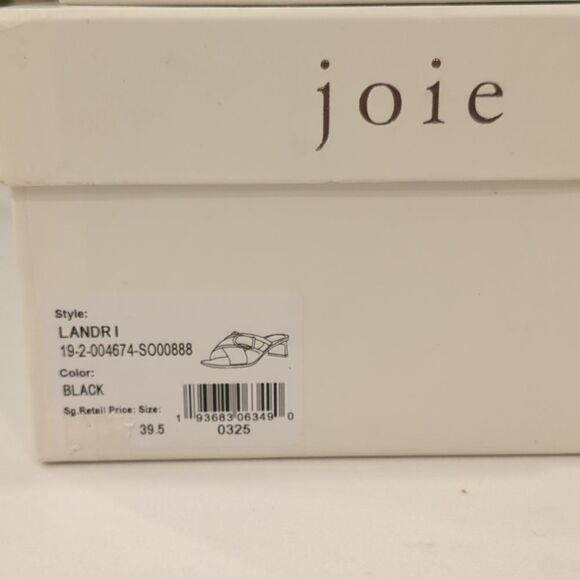 joie
Style:
LANDRI
19-2-004674-SO00888
Color:
BLACK
Sg.Retail Price: Size:
39.5
1 93683 06349 0
0325